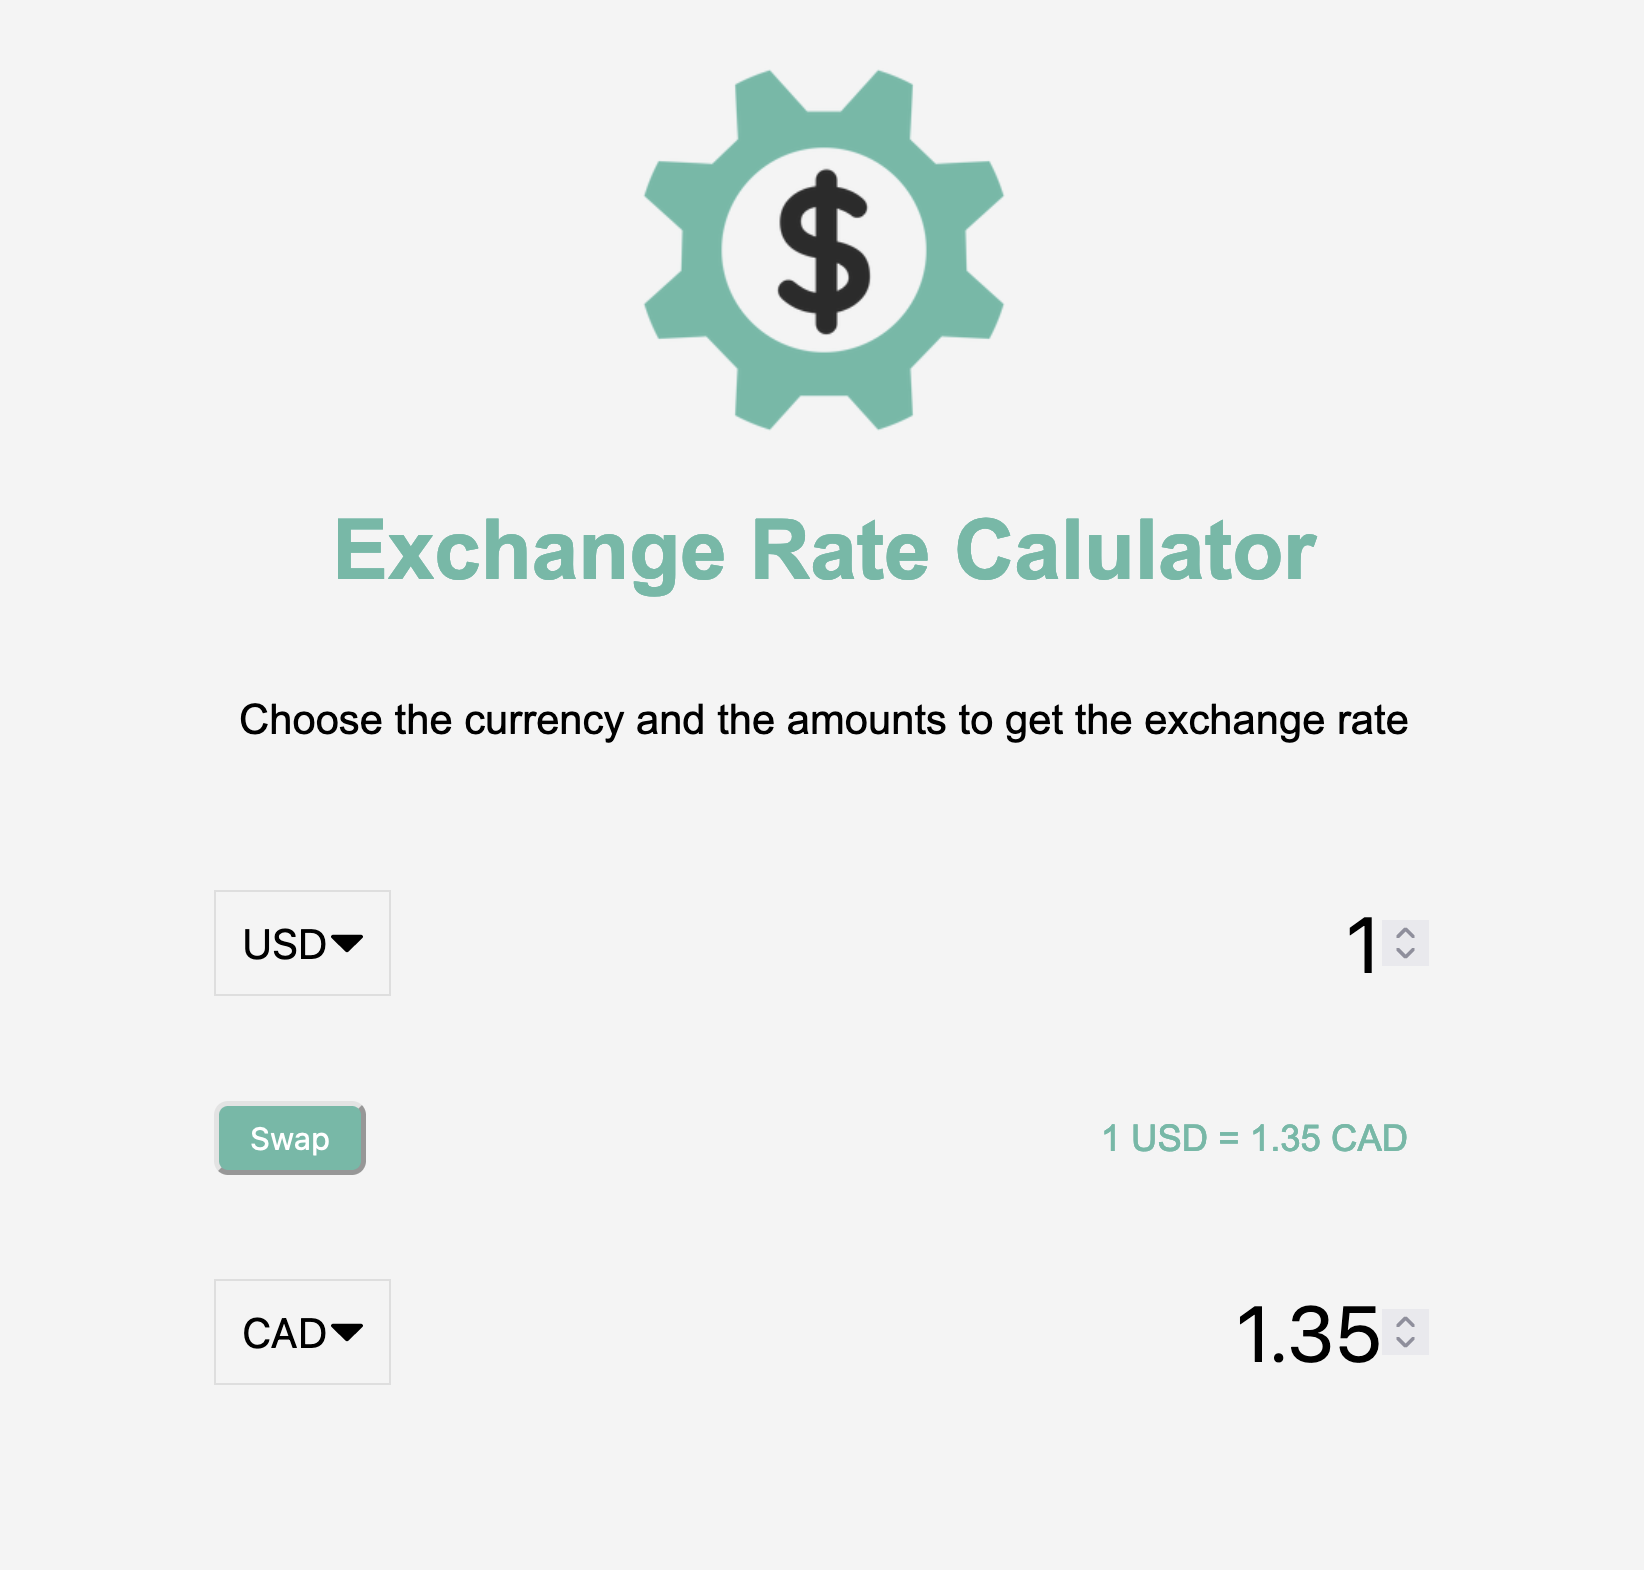 $
Exchange Rate Calulator
Choose the currency and the amounts to get the exchange rate
USD 1
Swap 1 USD = 1.35 CAD
CAD 1.35